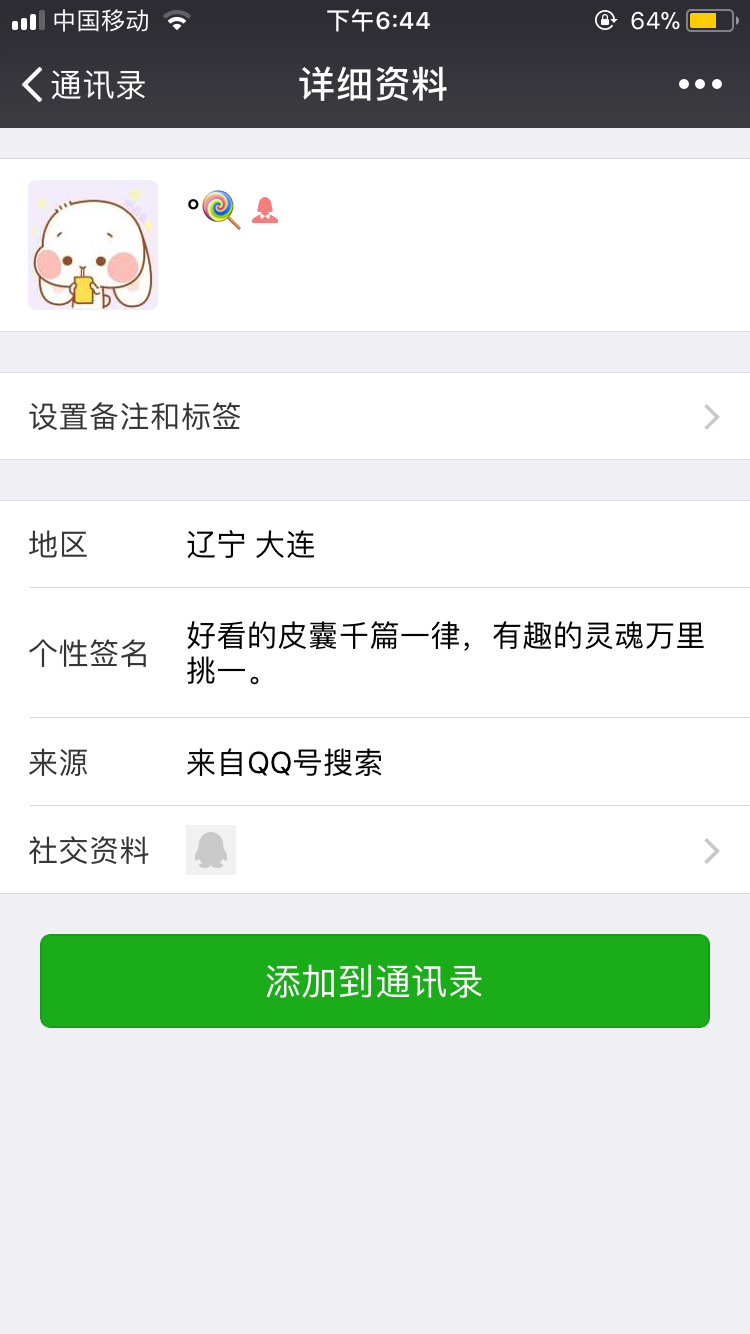 中国移动 下午6:44 64%
通讯录 详细资料
°🍭
设置备注和标签
地区 辽宁 大连
个性签名 好看的皮囊千篇一律，有趣的灵魂万里
挑一。
来源 来自QQ号搜索
社交资料
添加到通讯录